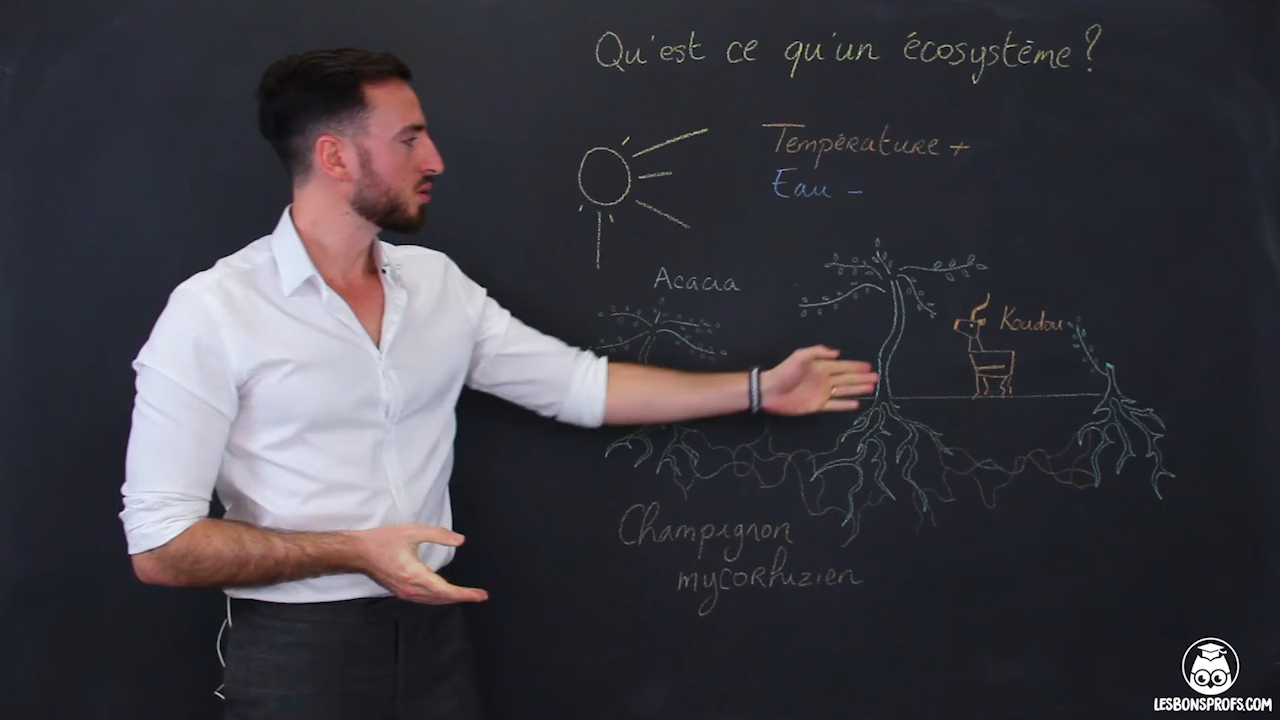 Qu'est ce qu'un écosystème ?
Température +
Eau -
Acacia
Koudou
Champignon
mycorhizien
LESBONSPROFS.COM